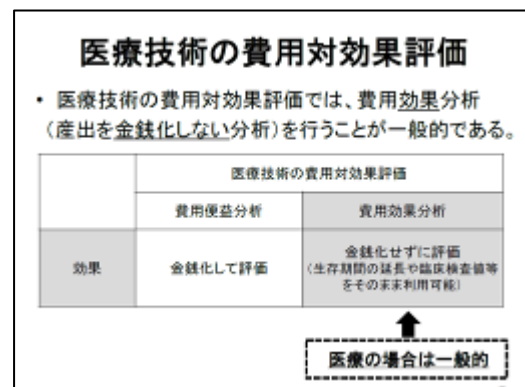 医療技術の費用対効果評価
・ 医療技術の費用対効果評価では、費用効果分析
（産出を金銭化しない分析）を行うことが一般的である。
医療技術の費用対効果評価
費用便益分析 費用効果分析
効果 金銭化して評価 金銭化せずに評価
（生存期間の延長や臨床検査値等
をそのまま利用可能）
医療の場合は一般的